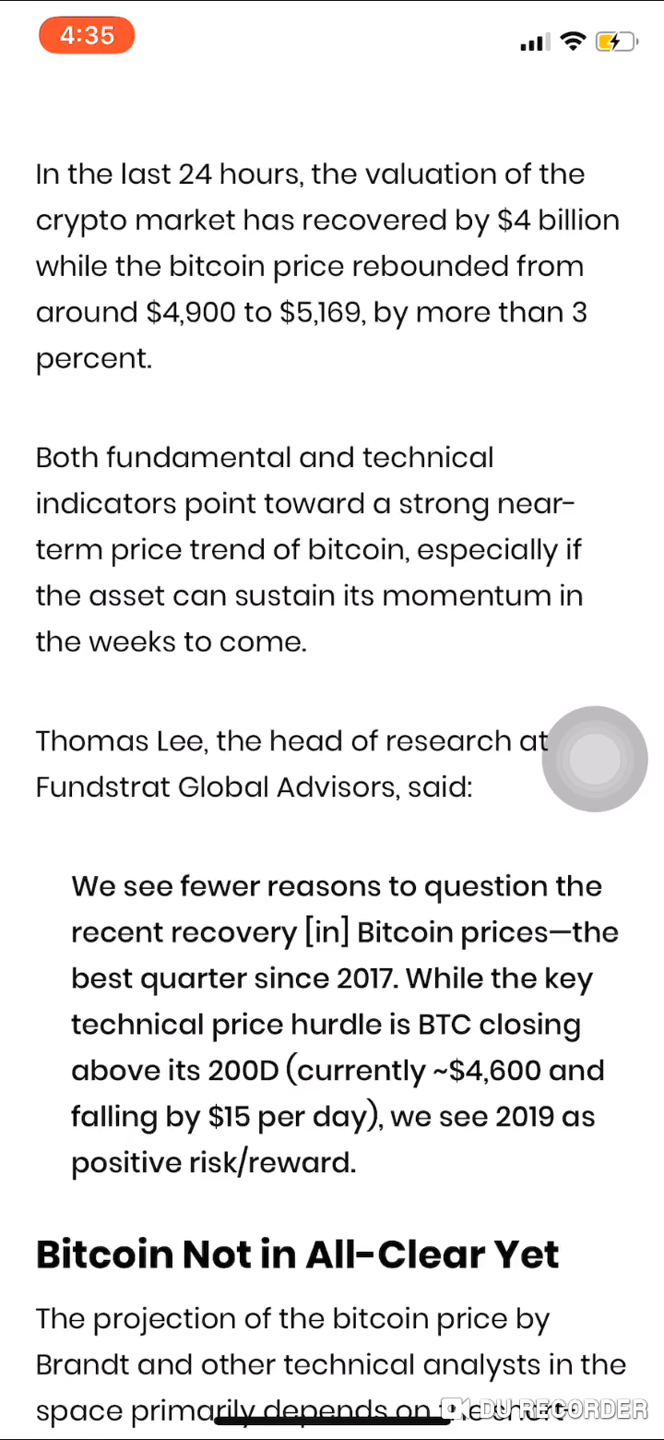 4:35
In the last 24 hours, the valuation of the
crypto market has recovered by $4 billion
while the bitcoin price rebounded from
around $4,900 to $5,169, by more than 3
percent.
Both fundamental and technical
indicators point toward a strong near-
term price trend of bitcoin, especially if
the asset can sustain its momentum in
the weeks to come.
Thomas Lee, the head of research at
Fundstrat Global Advisors, said:
We see fewer reasons to question the
recent recovery [in] Bitcoin prices—the
best quarter since 2017. While the key
technical price hurdle is BTC closing
above its 200D (currently ~$4,600 and
falling by $15 per day), we see 2019 as
positive risk/reward.
Bitcoin Not in All-Clear Yet
The projection of the bitcoin price by
Brandt and other technical analysts in the
space primarily depends on the short-
DU RECORDER